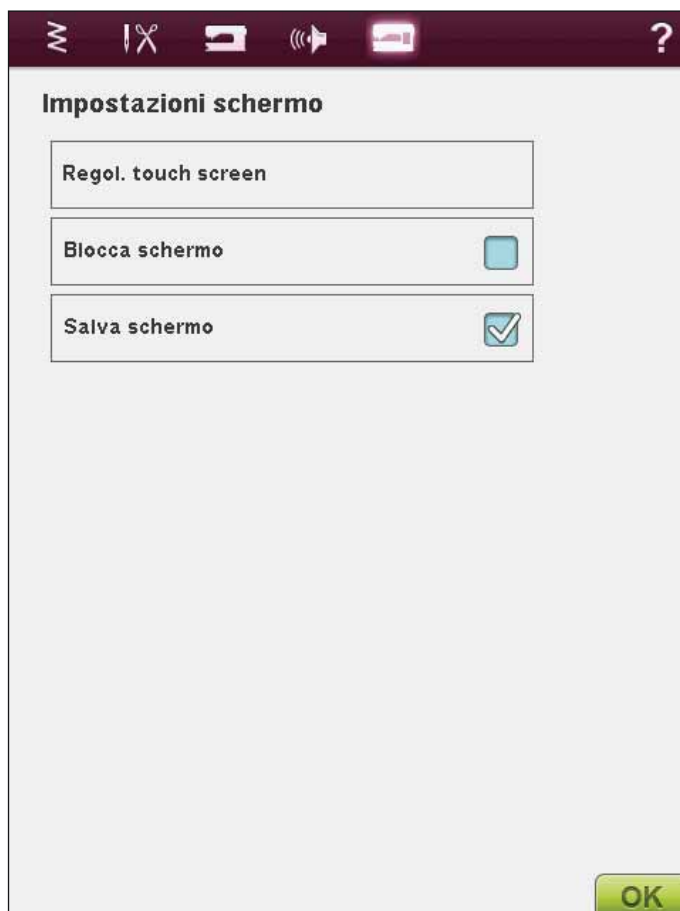 ?
Impostazioni schermo
Regol. touch screen
Blocca schermo
Salva schermo
OK